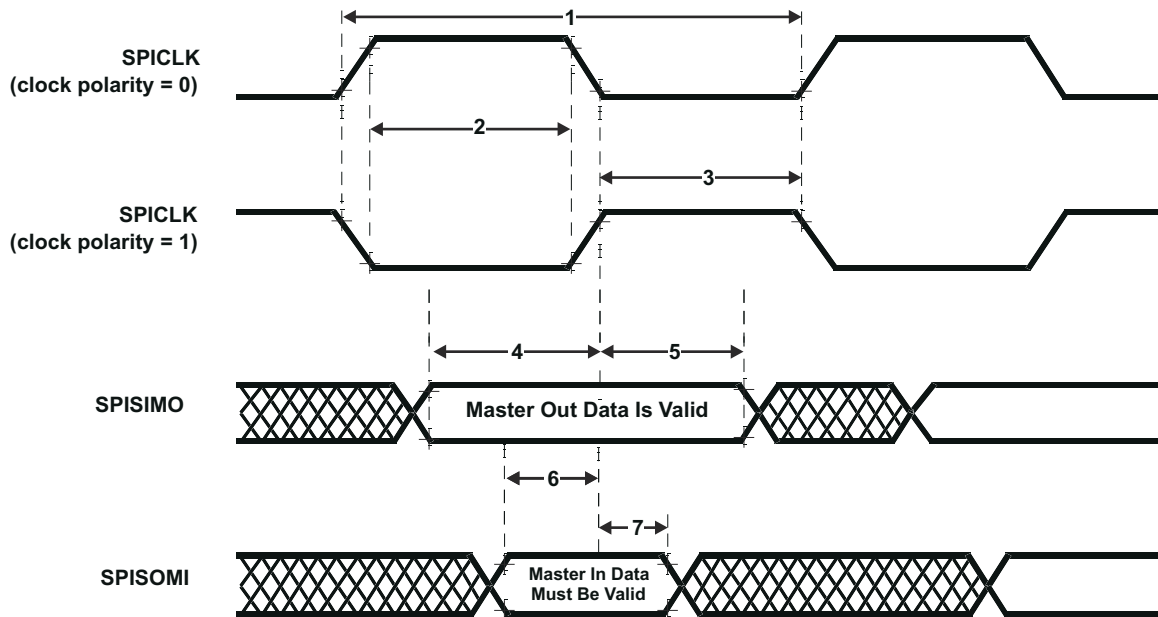 1
SPICLK
(clock polarity = 0)
2
3
SPICLK
(clock polarity = 1)
4
5
SPISIMO
Master Out Data Is Valid
6
7
SPISOMI
Master In Data
Must Be Valid